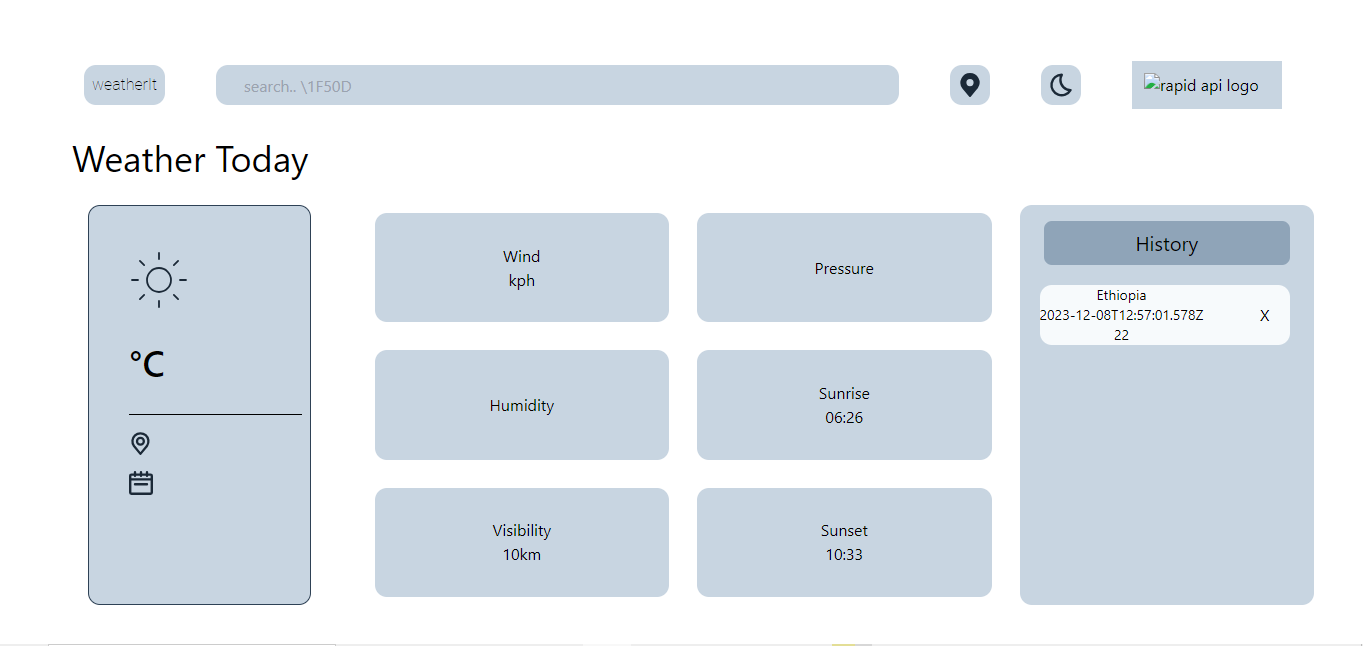 weatherit
search.. \1F50D
rapid api logo
Weather Today
°C
Wind
kph
Pressure
Humidity
Sunrise
06:26
Visibility
10km
Sunset
10:33
History
Ethiopia
2023-12-08T12:57:01.578Z
22
X